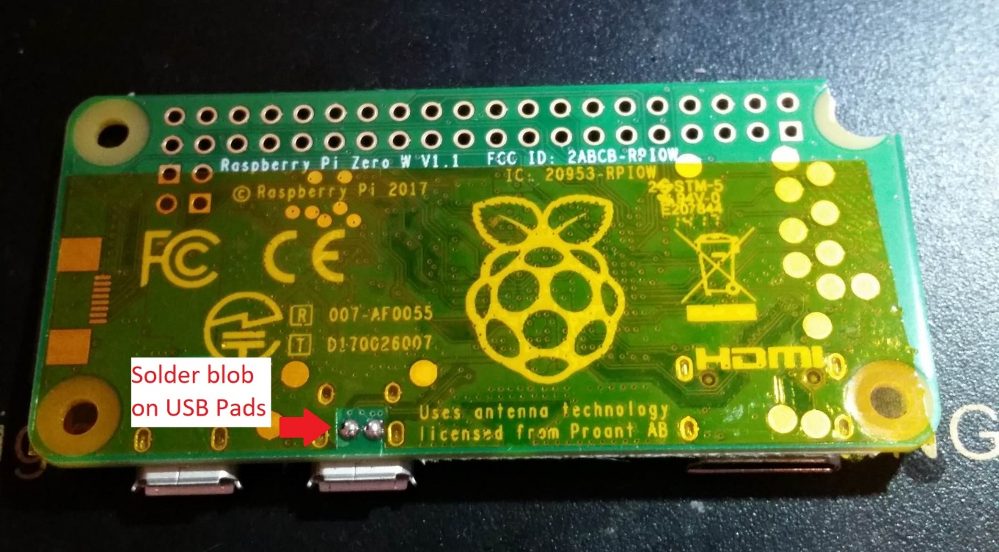 Raspberry Pi Zero W V1.1 FCC ID: 2ABCB-RPI0W
IC: 20953-RPI0W
© Raspberry Pi 2017
STM-5
94V-0
E207844
14 17
FC
CE
R 007-AF0055
T D170026007
HDMI
Solder blob
on USB Pads
Uses antenna technology
licensed from Proant AB
G